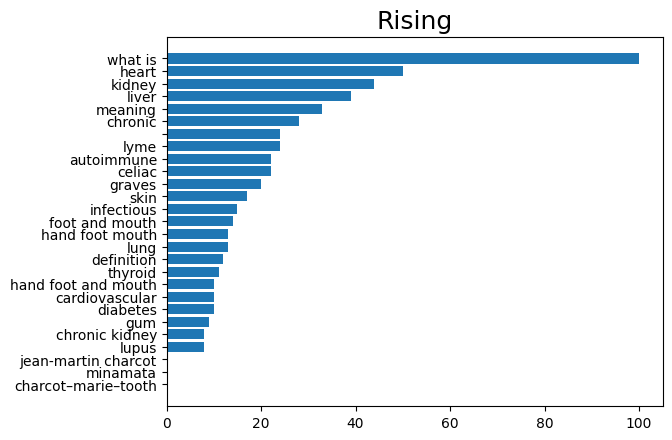 Rising
what is
heart
kidney
liver
meaning
chronic
lyme
autoimmune
celiac
graves
skin
infectious
foot and mouth
hand foot mouth
lung
definition
thyroid
hand foot and mouth
cardiovascular
diabetes
gum
chronic kidney
lupus
jean-martin charcot
minamata
charcot–marie–tooth
0 20 40 60 80 100